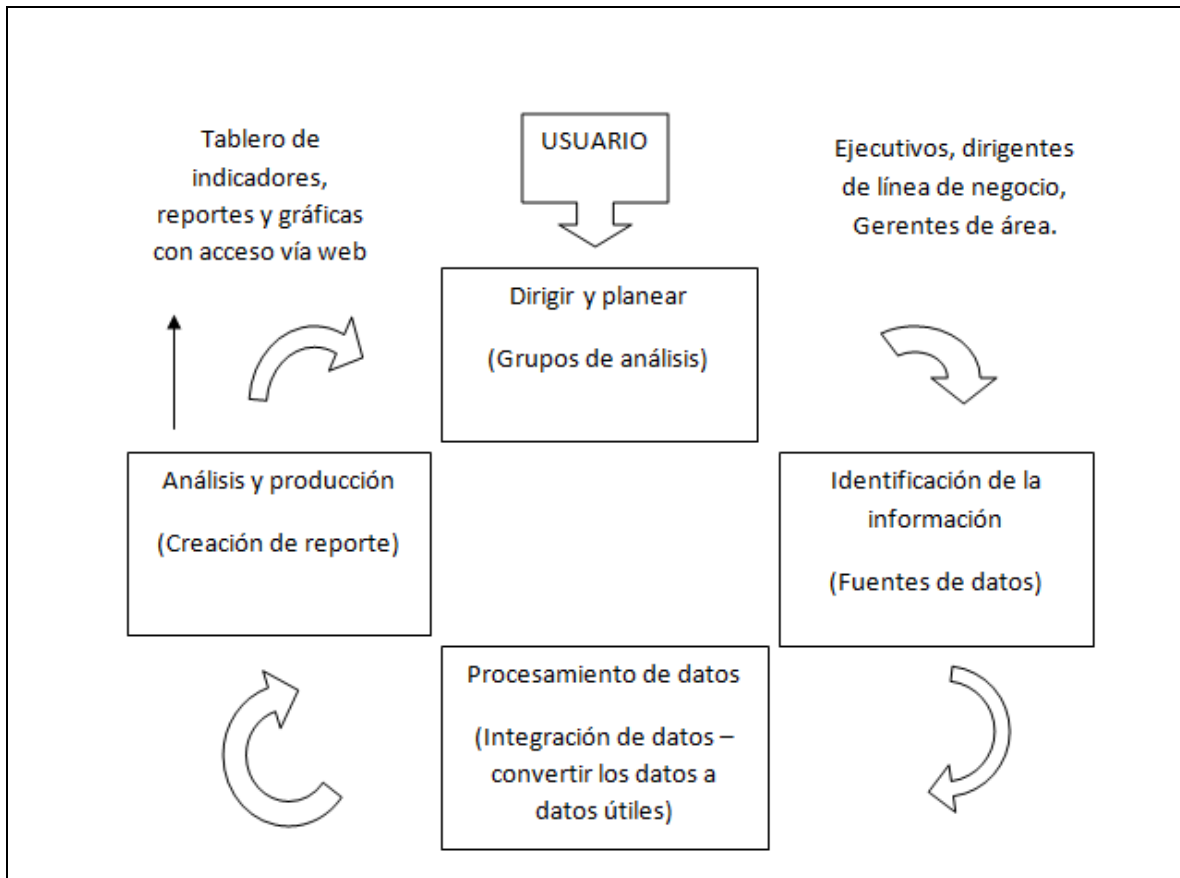 Tablero de
indicadores,
reportes y gráficas
con acceso vía web
USUARIO
Ejecutivos, dirigentes
de línea de negocio,
Gerentes de área.
Dirigir y planear
(Grupos de análisis)
Análisis y producción
(Creación de reporte)
Identificación de la
información
(Fuentes de datos)
Procesamiento de datos
(Integración de datos –
convertir los datos a
datos útiles)